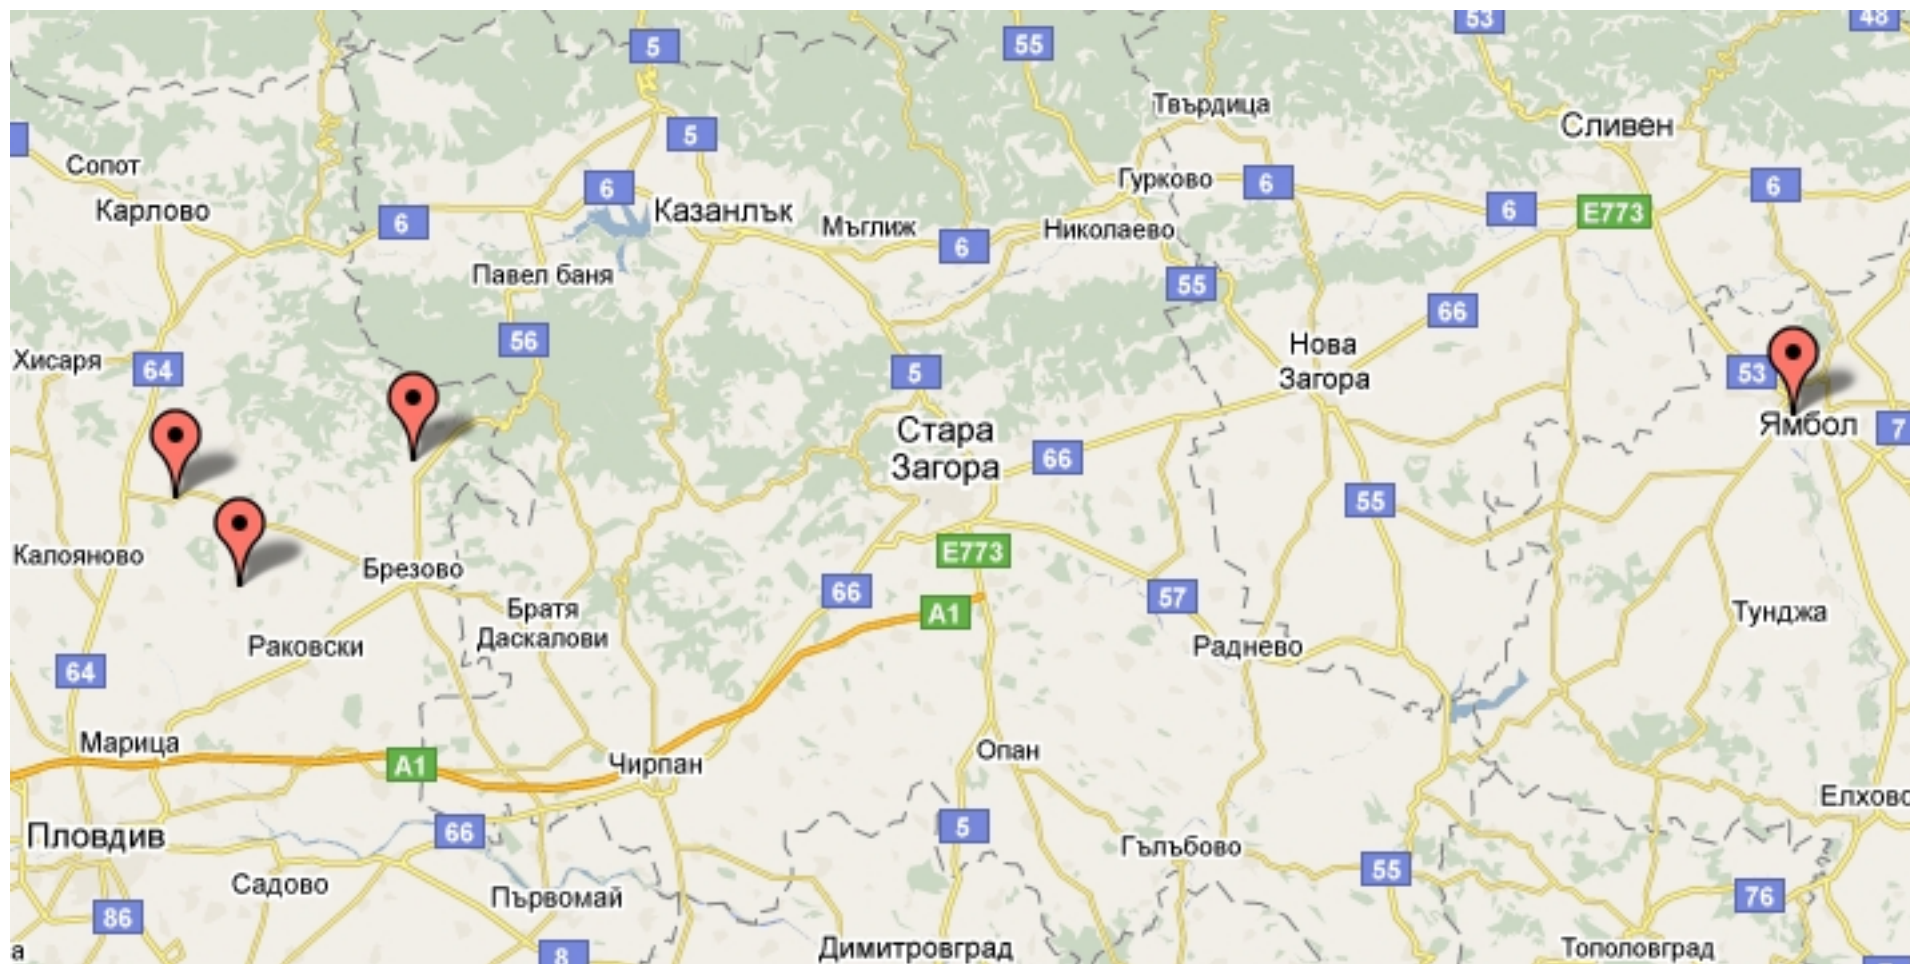 53
48
5
55
Твърдица
Сливен
5
Сопот
6
Гурково
6
6
Карлово
6
Казанлък
6
E773
Мъглиж
6
Николаево
Павел баня
55
66
56
Нова
Загора
Хисаря
64
5
53
Ямбол
7
Стара
Загора
66
55
Калояново
Брезово
E773
66
A1
57
Братя
Даскалови
Тунджа
Раковски
Раднево
64
Марица
A1
Чирпан
Опан
Елхово
Пловдив
66
5
Гълъбово
55
Садово
Първомай
76
86
а
8
Димитровград
Тополовград